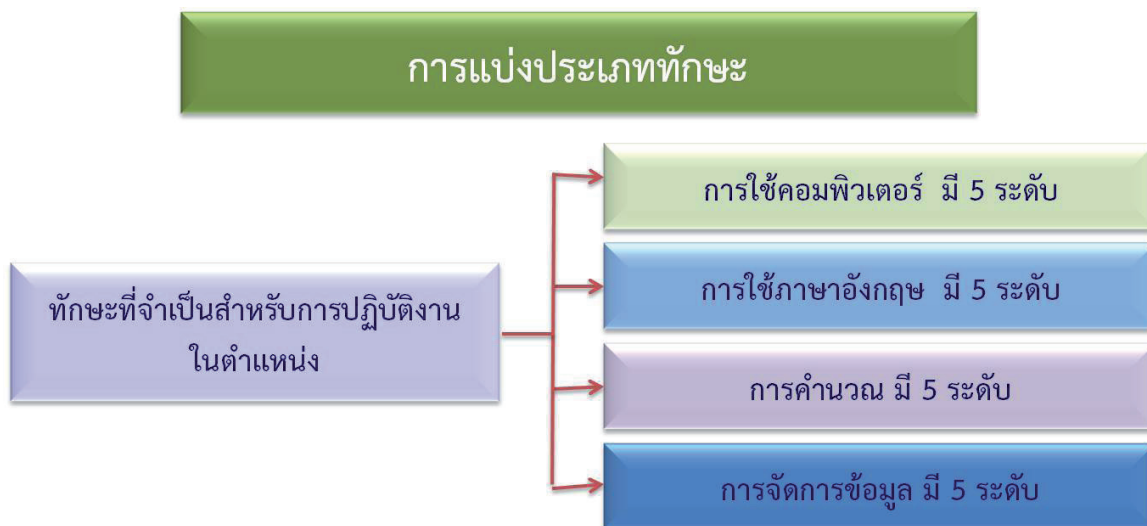 การแบ่งประเภททักษะ
ทักษะที่จำเป็นสำหรับการปฏิบัติงาน
ในตำแหน่ง
การใช้คอมพิวเตอร์ มี 5 ระดับ
การใช้ภาษาอังกฤษ มี 5 ระดับ
การคำนวณ มี 5 ระดับ
การจัดการข้อมูล มี 5 ระดับ